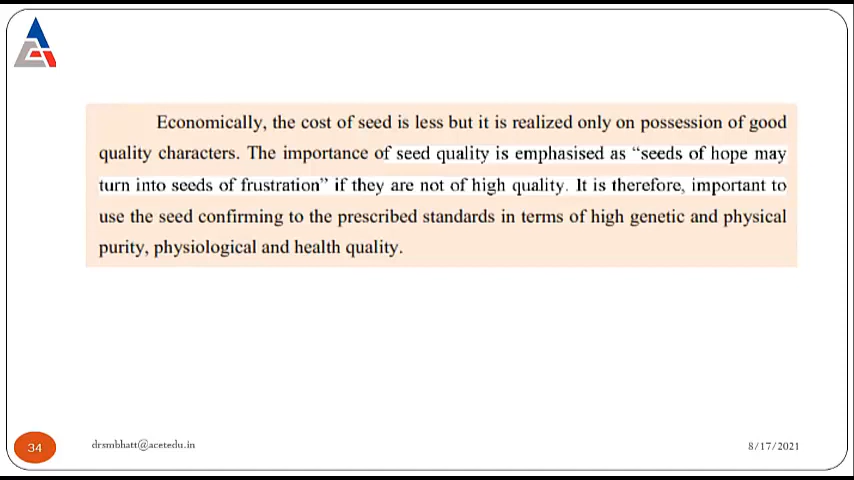 Economically, the cost of seed is less but it is realized only on possession of good
quality characters. The importance of seed quality is emphasised as “seeds of hope may
turn into seeds of frustration” if they are not of high quality. It is therefore, important to
use the seed confirming to the prescribed standards in terms of high genetic and physical
purity, physiological and health quality.
34
drsmbhatt@acetedu.in
8/17/2021